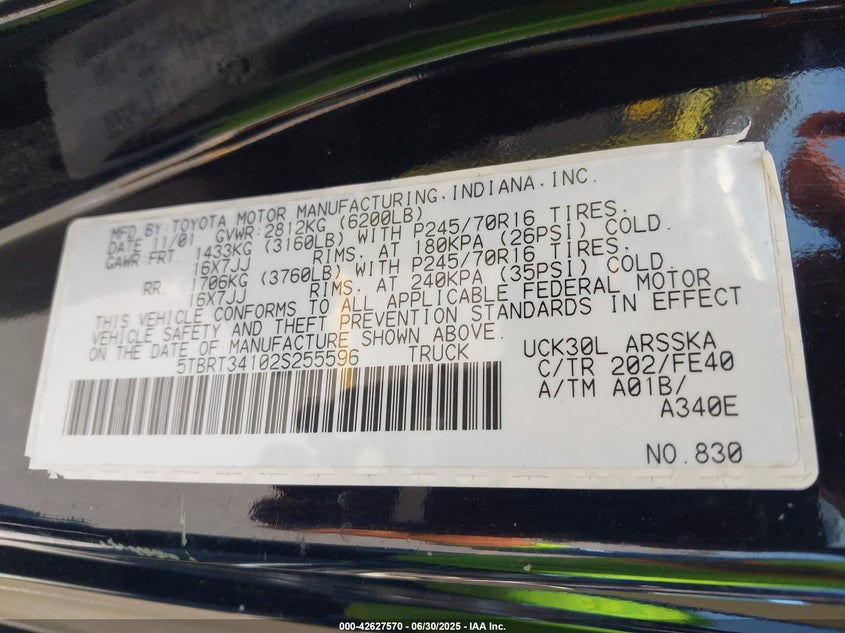 MFD BY:TOYOTA MOTOR MANUFACTURING,INDIANA,INC.
DATE 11/01 GVWR:2812KG (6200LB)
GAWR:FRT. 1433KG (3160LB) WITH P245/70R16 TIRES,
16X7JJ RIMS, AT 180KPA (26PSI) COLD.
RR. 1706KG (3760LB) WITH P245/70R16 TIRES,
16X7JJ RIMS, AT 240KPA (35PSI) COLD.
THIS VEHICLE CONFORMS TO ALL APPLICABLE FEDERAL MOTOR
VEHICLE SAFETY AND THEFT PREVENTION STANDARDS IN EFFECT
ON THE DATE OF MANUFACTURE SHOWN ABOVE.
5TBRT34102S255596 TRUCK
UCK30L ARSSKA
C/TR 202/FE40
A/TM A01B/
A340E
NO.830
000-42627570 - 06/30/2025 - IAA Inc.